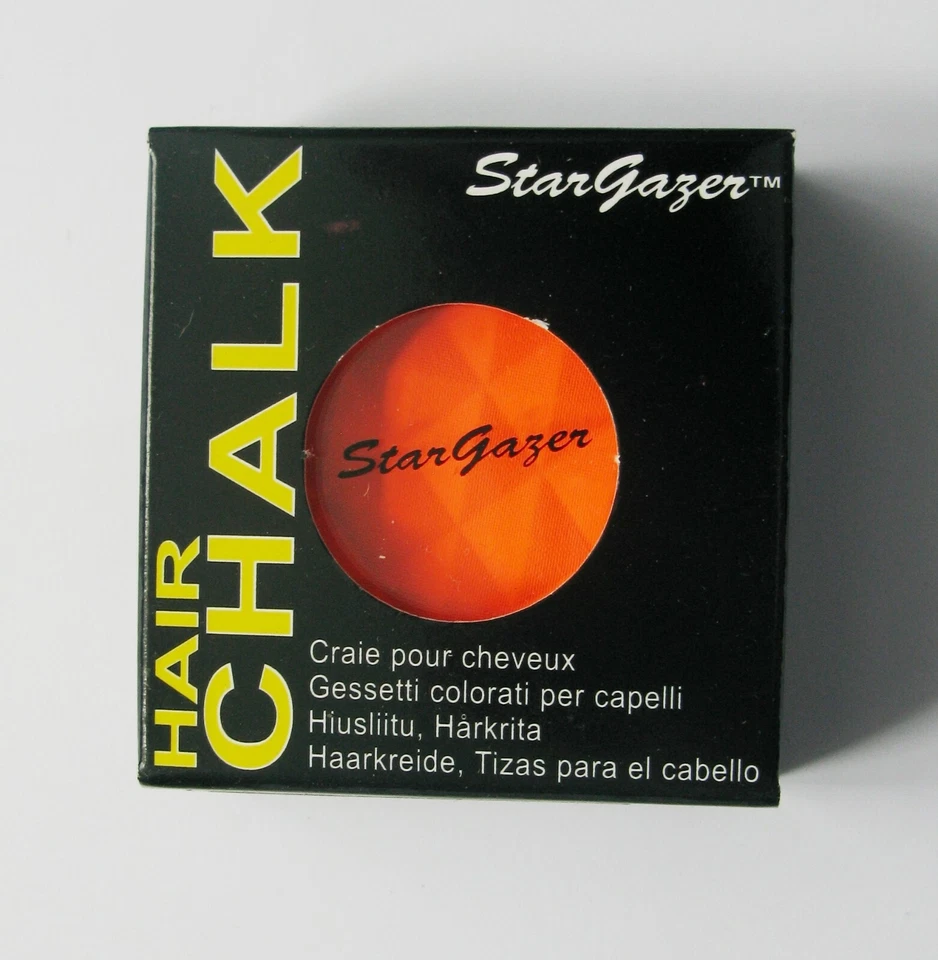 StarGazer™
HAIR
CHALK
StarGazer
Craie pour cheveux
Gessetti colorati per capelli
Hiusliitu, Hårkrita
Haarkreide, Tizas para el cabello